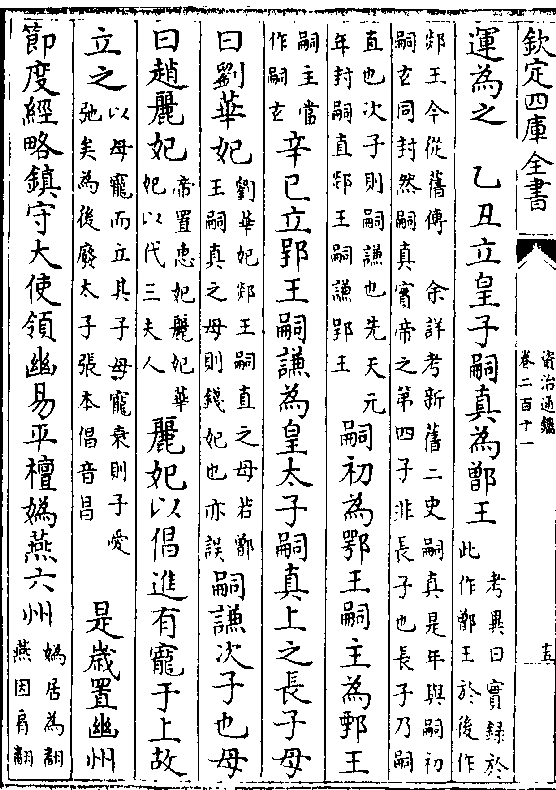 欽定四庫全書
資治通鑑
卷二百十一
十五
運為之　乙丑立皇子嗣真為鄫王
考異曰實録於
此作鄫王於後作
郯王今從舊傳　余詳考新舊二史嗣真是年與嗣初
嗣玄同封然嗣真實帝之第四子非長子也長子乃嗣
直也次子則嗣謙也先天元
年封嗣直郯王嗣謙郢王
嗣初為鄂王嗣主為鄄王
嗣主當
作嗣玄
辛巳立郢王嗣謙為皇太子嗣真上之長子母
曰劉華妃
劉華妃郯王嗣直之母若鄫
王嗣真之母則錢妃也亦誤
嗣謙次子也母
曰趙麗妃
帝置惠妃麗妃華
妃以代三夫人
麗妃以倡進有寵于上故
立之
以母寵而立其子母寵衰則子愛
弛矣為後廢太子張本倡音昌
是歲置幽州
節度經略鎮守大使領幽易平檀媯燕六州
媯居為翻
燕因肩翻